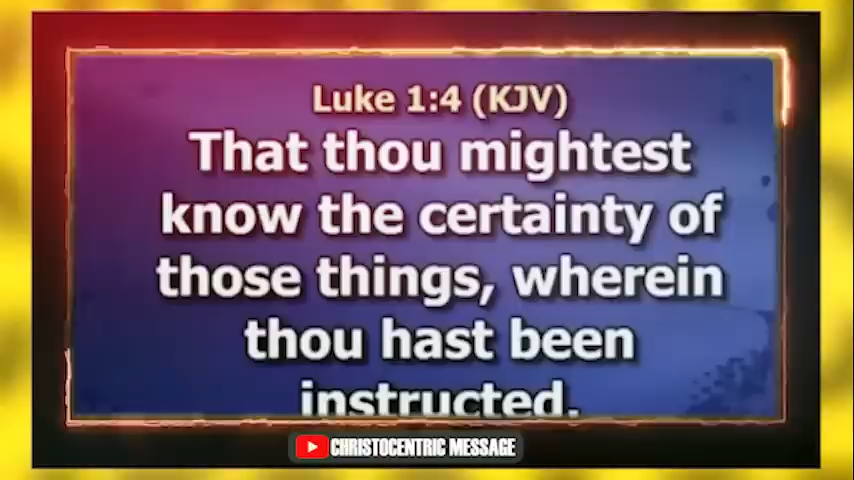 Luke 1:4 (KJV)
That thou mightest
know the certainty of
those things, wherein
thou hast been
instructed.
CHRISTOCENTRIC MESSAGE